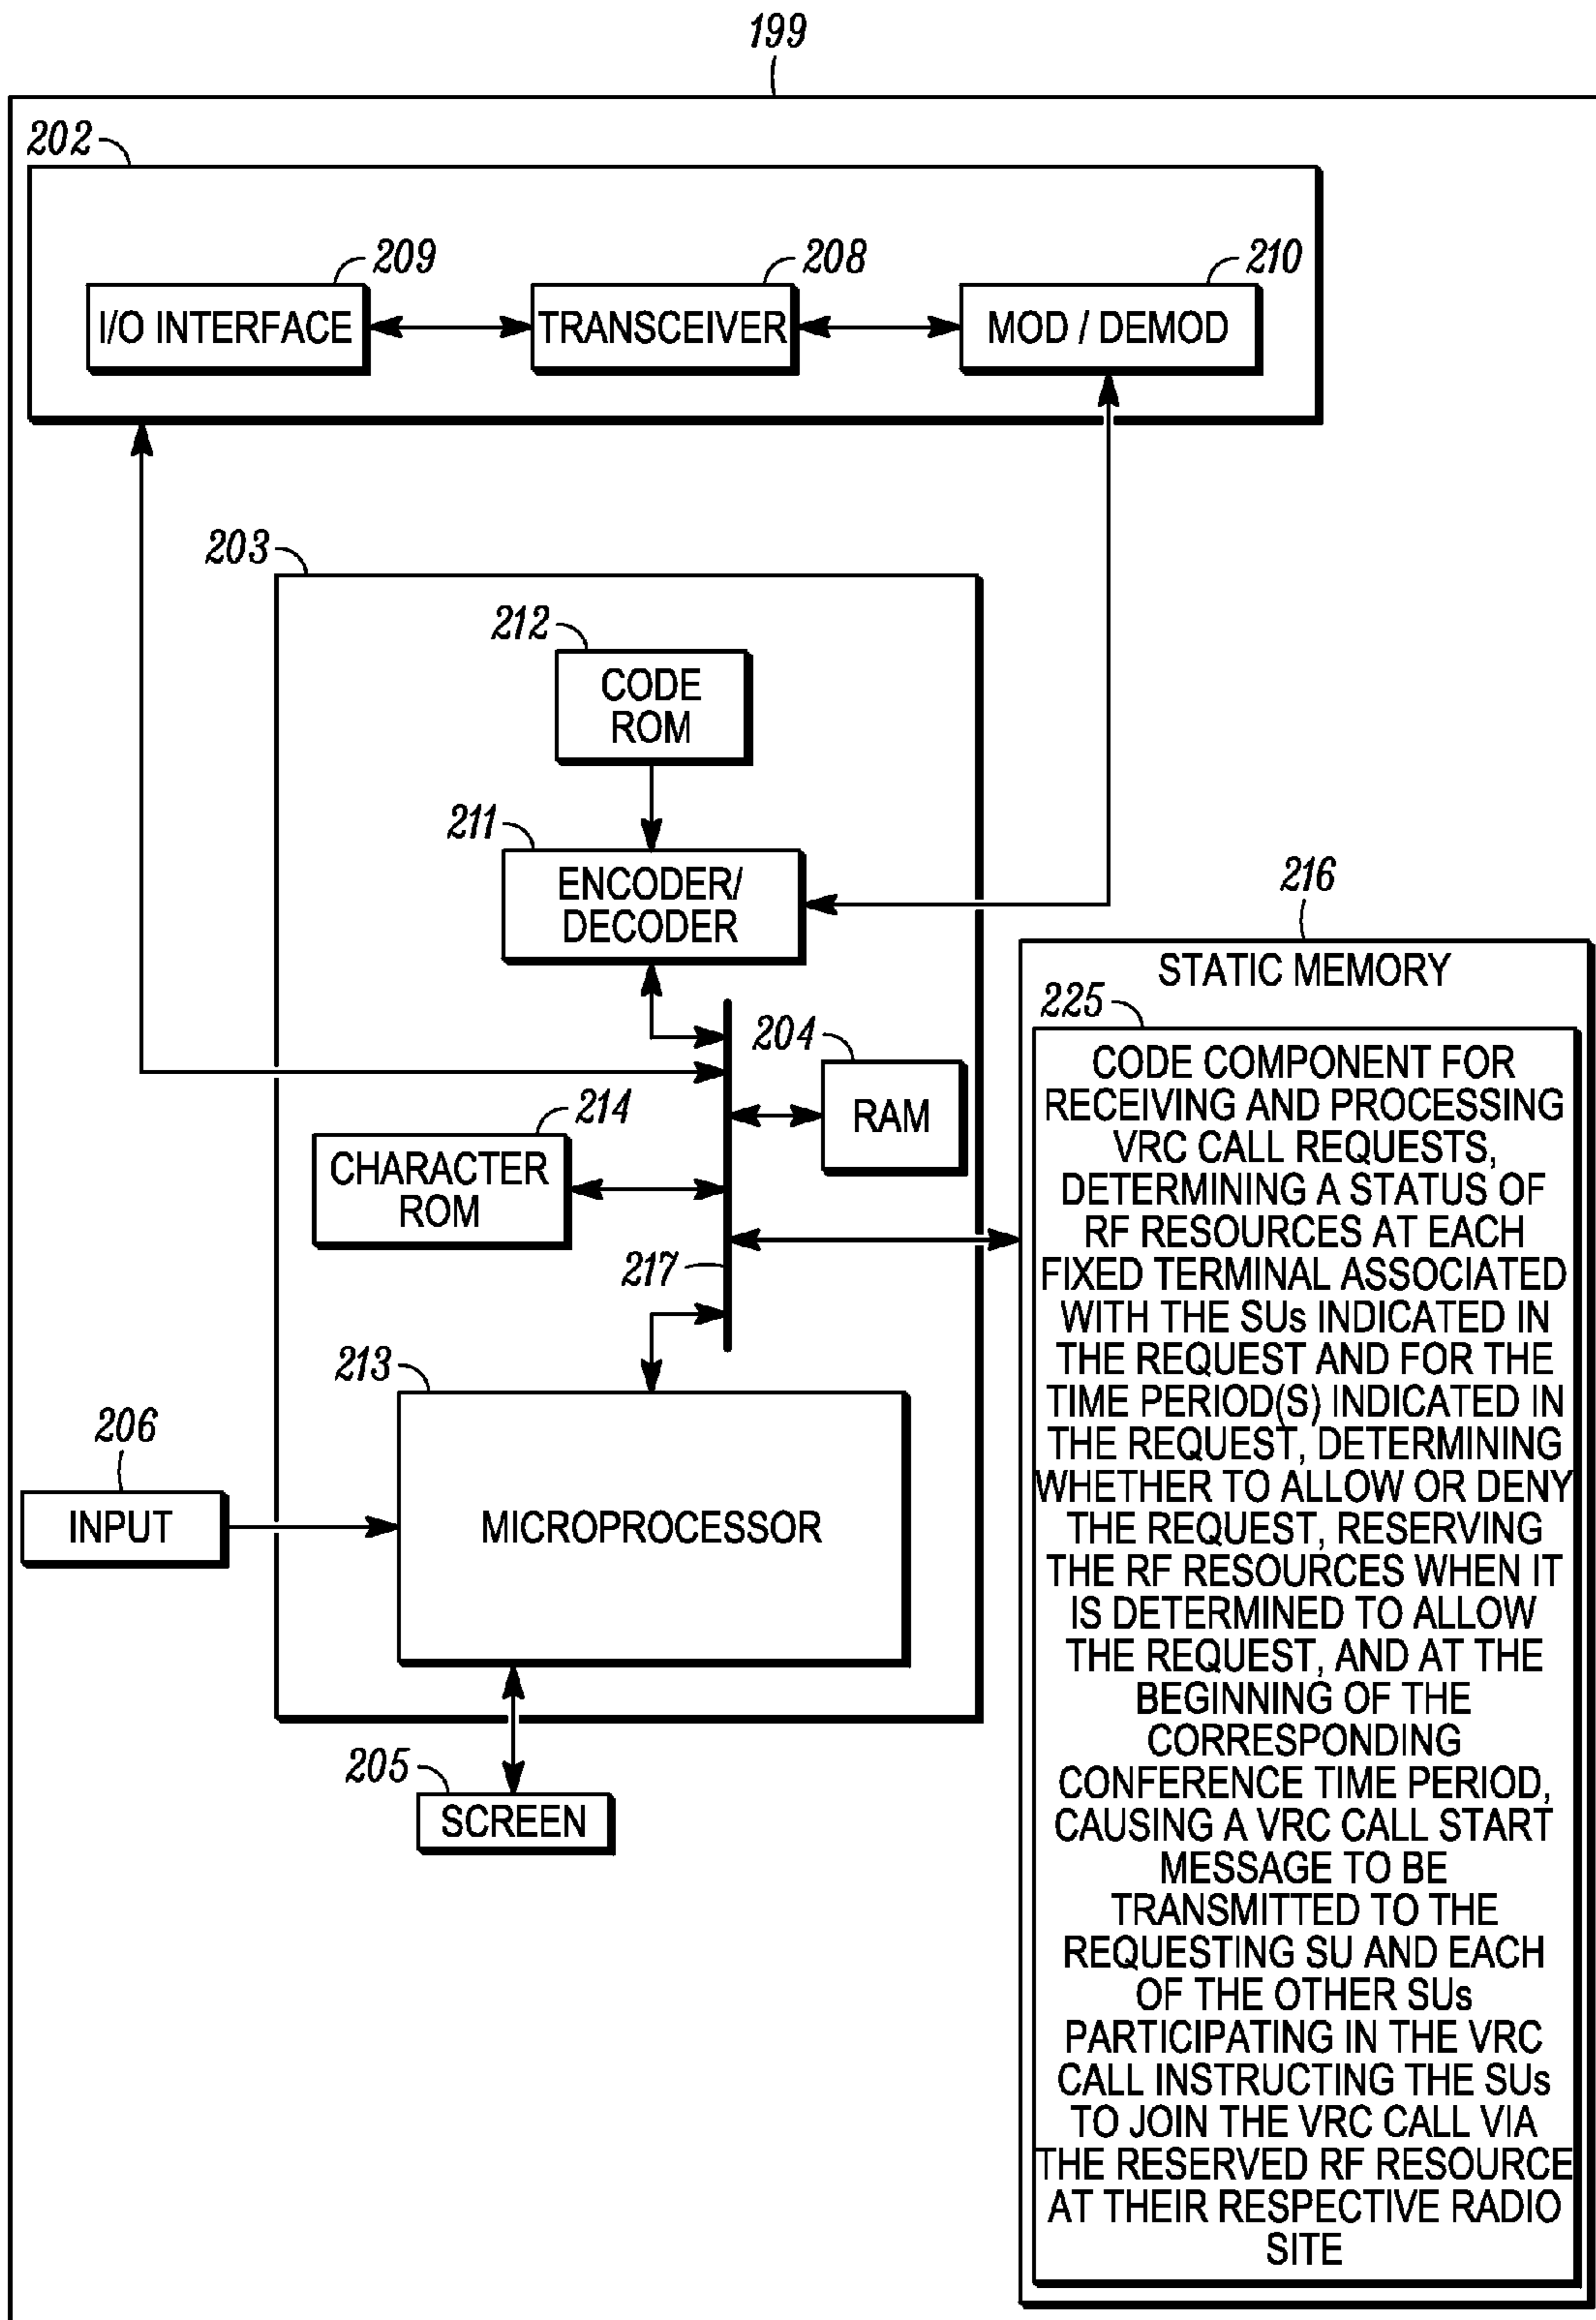 199
202
209
208
210
I/O INTERFACE
TRANSCEIVER
MOD / DEMOD
203
212
CODE
ROM
211
ENCODER/
DECODER
216
STATIC MEMORY
225
204
RAM
214
CHARACTER
ROM
217
213
MICROPROCESSOR
206
INPUT
205
SCREEN
CODE COMPONENT FOR
RECEIVING AND PROCESSING
VRC CALL REQUESTS,
DETERMINING A STATUS OF
RF RESOURCES AT EACH
FIXED TERMINAL ASSOCIATED
WITH THE SUs INDICATED IN
THE REQUEST AND FOR THE
TIME PERIOD(S) INDICATED IN
THE REQUEST, DETERMINING
WHETHER TO ALLOW OR DENY
THE REQUEST, RESERVING
THE RF RESOURCES WHEN IT
IS DETERMINED TO ALLOW
THE REQUEST, AND AT THE
BEGINNING OF THE
CORRESPONDING
CONFERENCE TIME PERIOD,
CAUSING A VRC CALL START
MESSAGE TO BE
TRANSMITTED TO THE
REQUESTING SU AND EACH
OF THE OTHER SUs
PARTICIPATING IN THE VRC
CALL INSTRUCTING THE SUs
TO JOIN THE VRC CALL VIA
THE RESERVED RF RESOURCE
AT THEIR RESPECTIVE RADIO
SITE